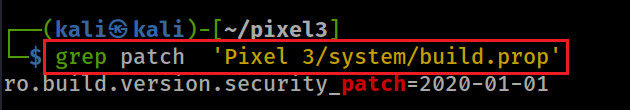 ┌──(kali㉿kali)-[~/pixel3]
└─$ grep patch  'Pixel 3/system/build.prop'
ro.build.version.security_patch=2020-01-01